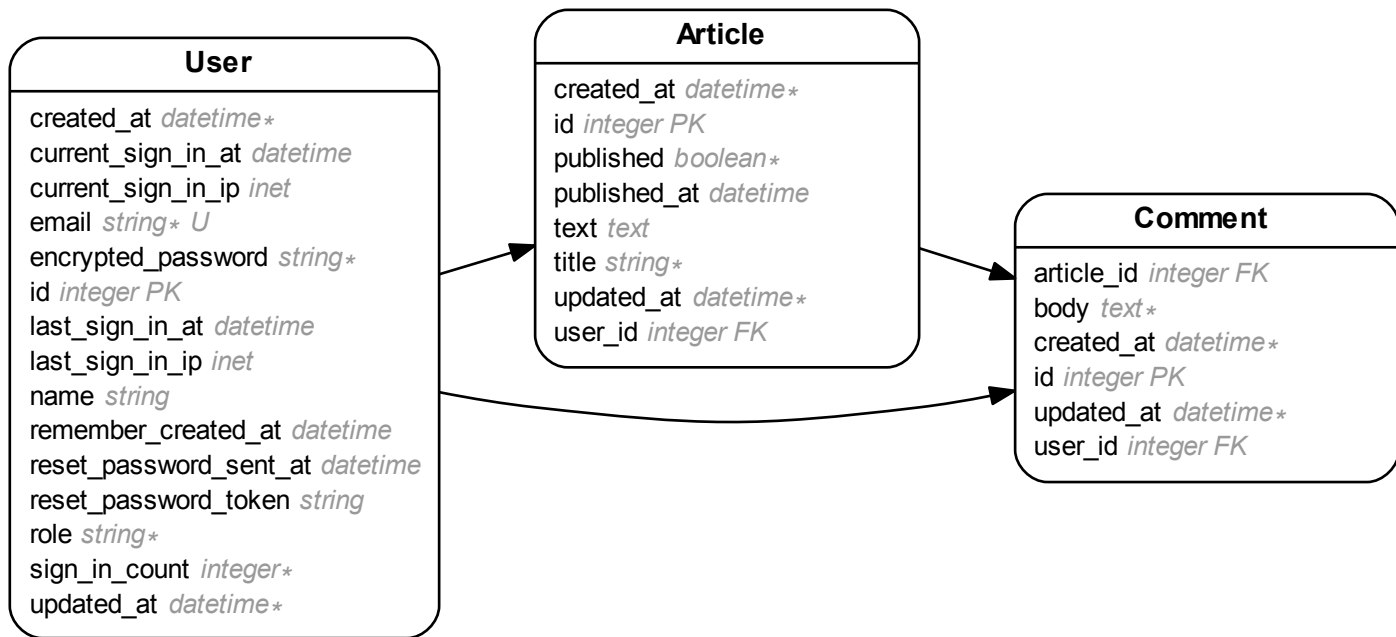 User
created_at datetime*
current_sign_in_at datetime
current_sign_in_ip inet
email string* U
encrypted_password string*
id integer PK
last_sign_in_at datetime
last_sign_in_ip inet
name string
remember_created_at datetime
reset_password_sent_at datetime
reset_password_token string
role string*
sign_in_count integer*
updated_at datetime*
Article
created_at datetime*
id integer PK
published boolean*
published_at datetime
text text
title string*
updated_at datetime*
user_id integer FK
Comment
article_id integer FK
body text*
created_at datetime*
id integer PK
updated_at datetime*
user_id integer FK